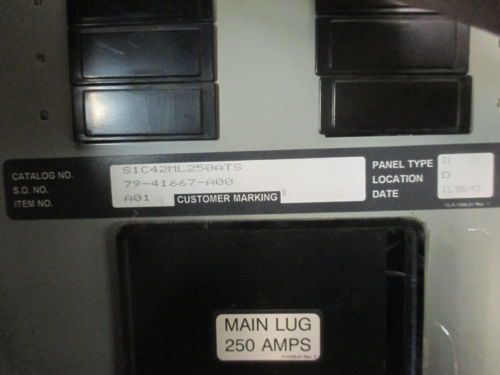 CATALOG NO. S1C42ML250ATS
S.O. NO. 79-41667-A00
ITEM NO. A01 CUSTOMER MARKING
PANEL TYPE S1
LOCATION D
DATE
MAIN LUG
250 AMPS